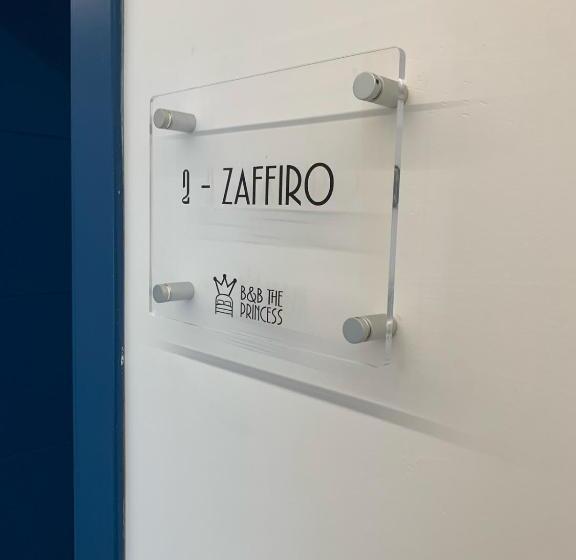 2 - ZAFFIRO
B&B THE
PRINCESS